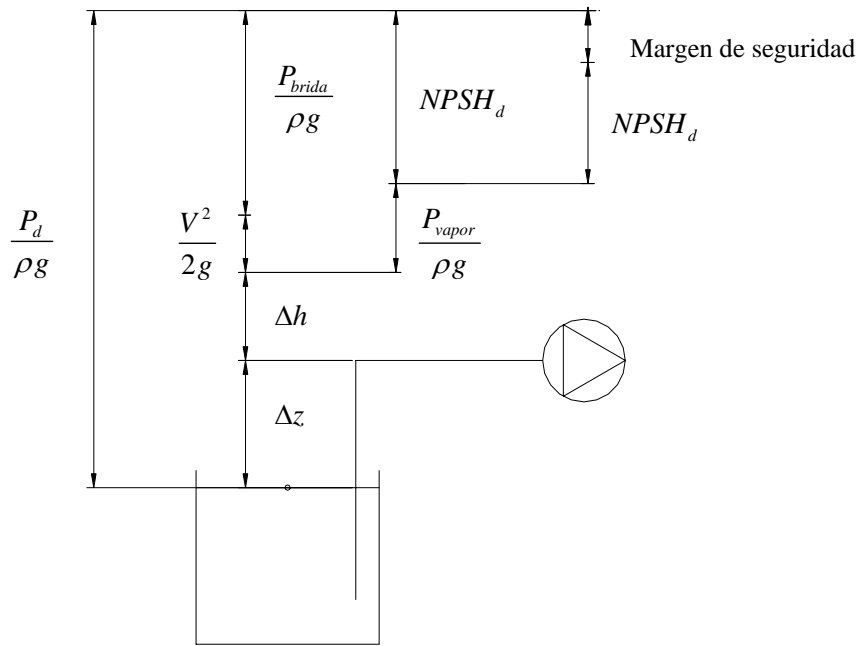 Margen de seguridad
P_brida / ρg
NPSH_d
NPSH_d
P_d / ρg
V² / 2g
P_vapor / ρg
Δh
Δz